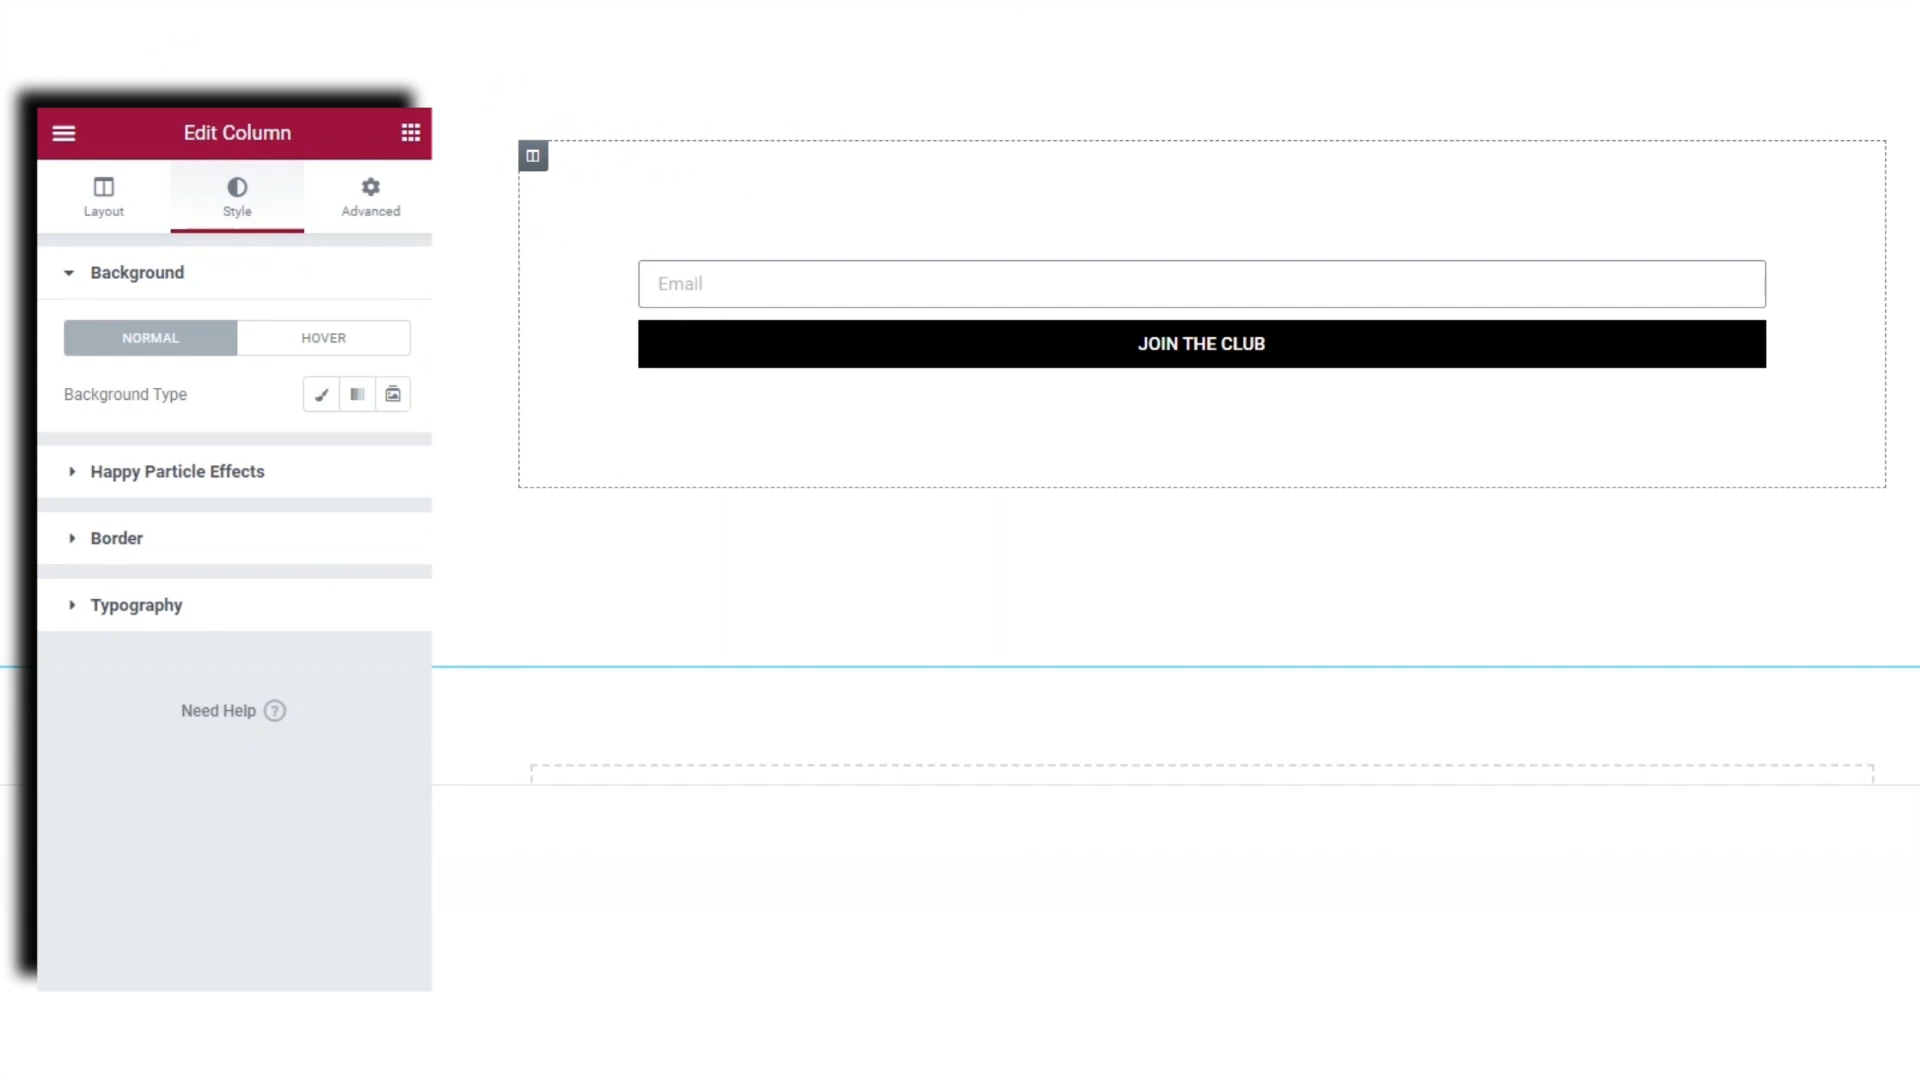 Edit Column
Layout
Style
Advanced
Background
NORMAL
HOVER
Background Type
Happy Particle Effects
Border
Typography
Need Help ?
Email
JOIN THE CLUB